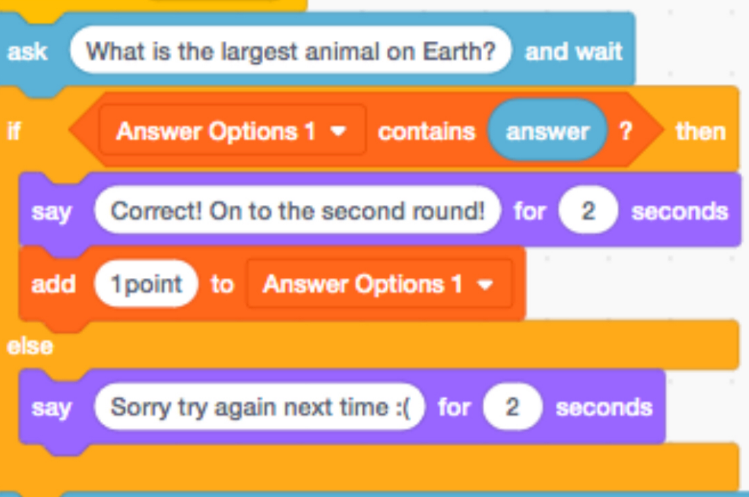 ask What is the largest animal on Earth? and wait
if Answer Options 1 contains answer ? then
say Correct! On to the second round! for 2 seconds
add 1point to Answer Options 1
else
say Sorry try again next time :( for 2 seconds